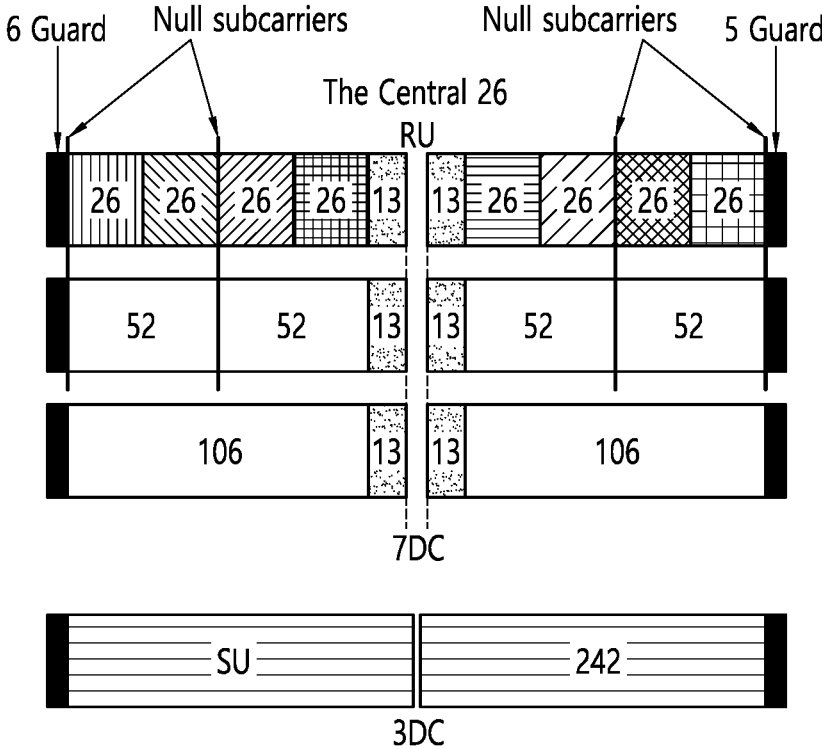 6 Guard
Null subcarriers
Null subcarriers
5 Guard
The Central 26
RU
26 26 26 26 13 13 26 26 26 26
52 52 13 13 52 52
106 13 13 106
7DC
SU 242
3DC